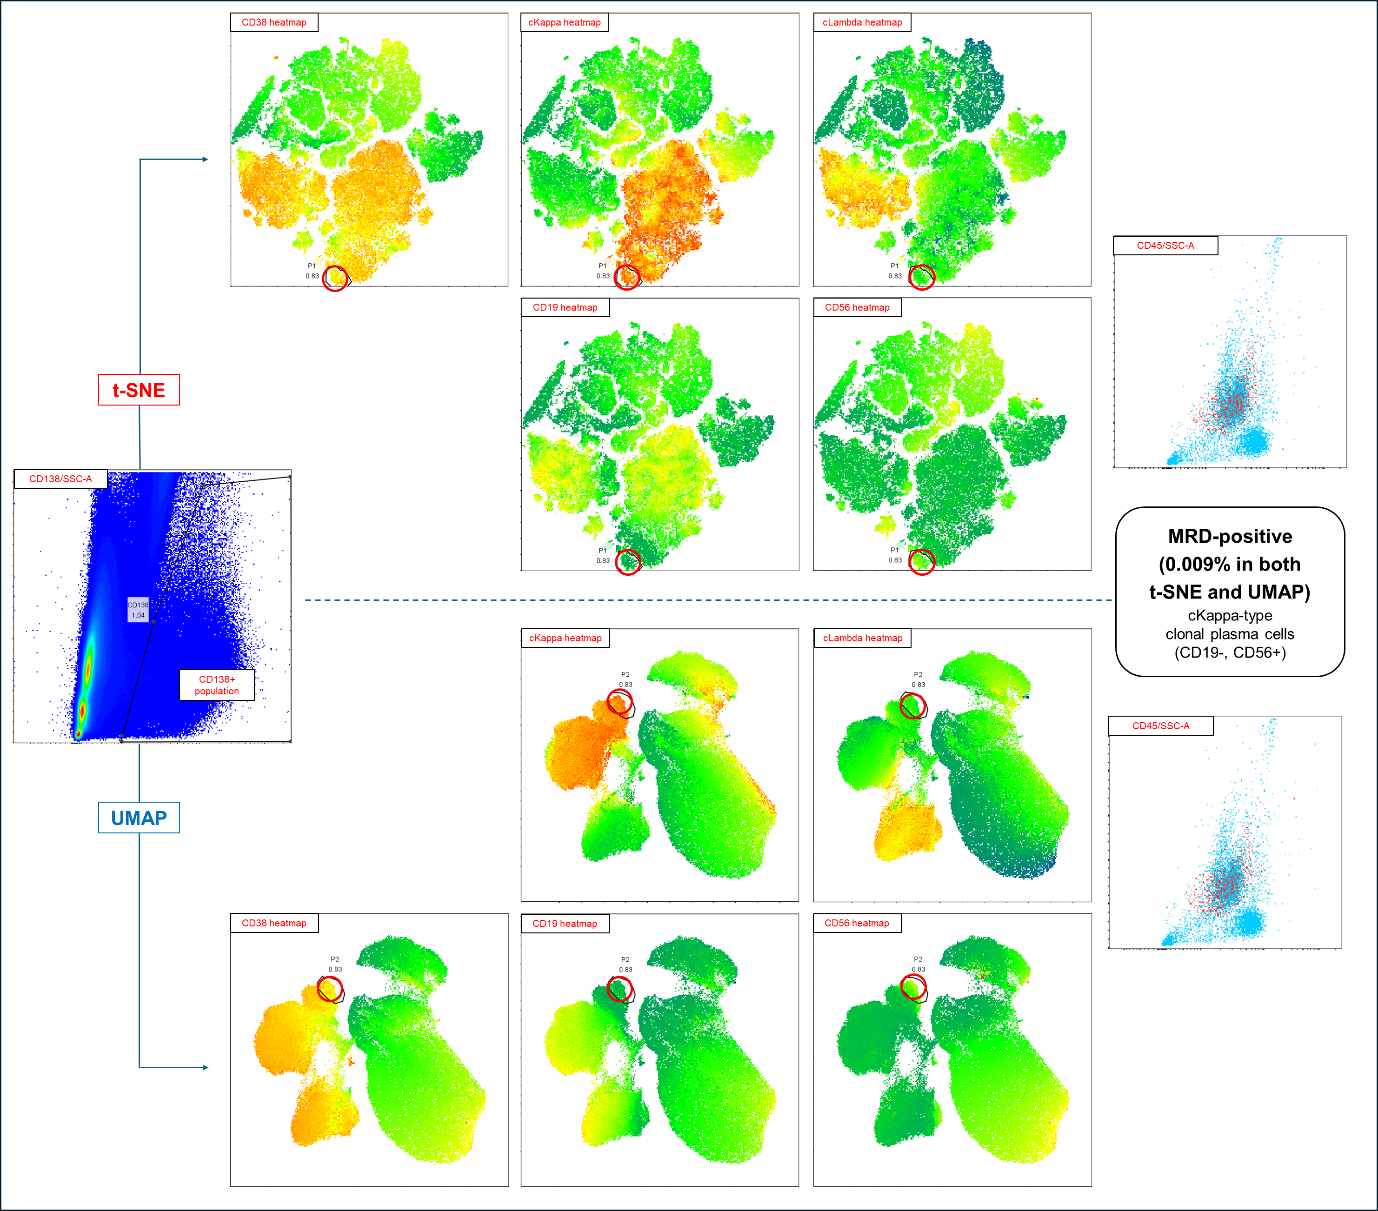 CD38 heatmap
P1
0.83
cKappa heatmap
P1
0.83
cLambda heatmap
P1
0.83
CD19 heatmap
P1
0.83
CD56 heatmap
P1
0.83
CD45/SSC-A
t-SNE
CD138/SSC-A
CD138
1.04
CD138+
population
MRD-positive
(0.009% in both
t-SNE and UMAP)
cKappa-type
clonal plasma cells
(CD19-, CD56+)
UMAP
cKappa heatmap
P2
0.83
cLambda heatmap
P2
0.83
CD45/SSC-A
CD38 heatmap
P2
0.83
CD19 heatmap
P2
0.83
CD56 heatmap
P2
0.83